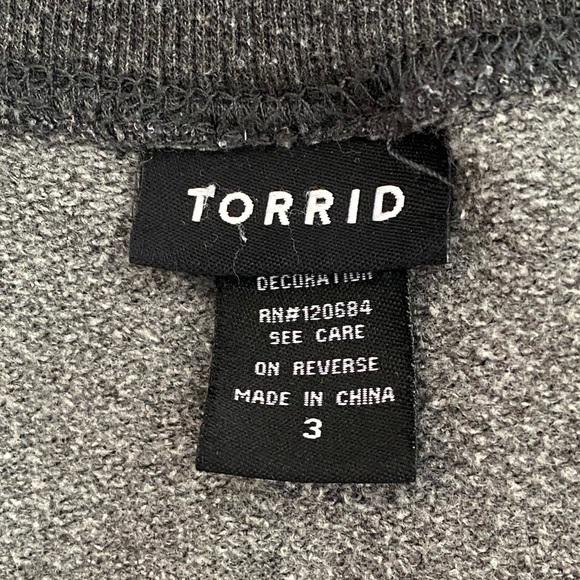 TORRID
DECORATION
RN#120684
SEE CARE
ON REVERSE
MADE IN CHINA
3